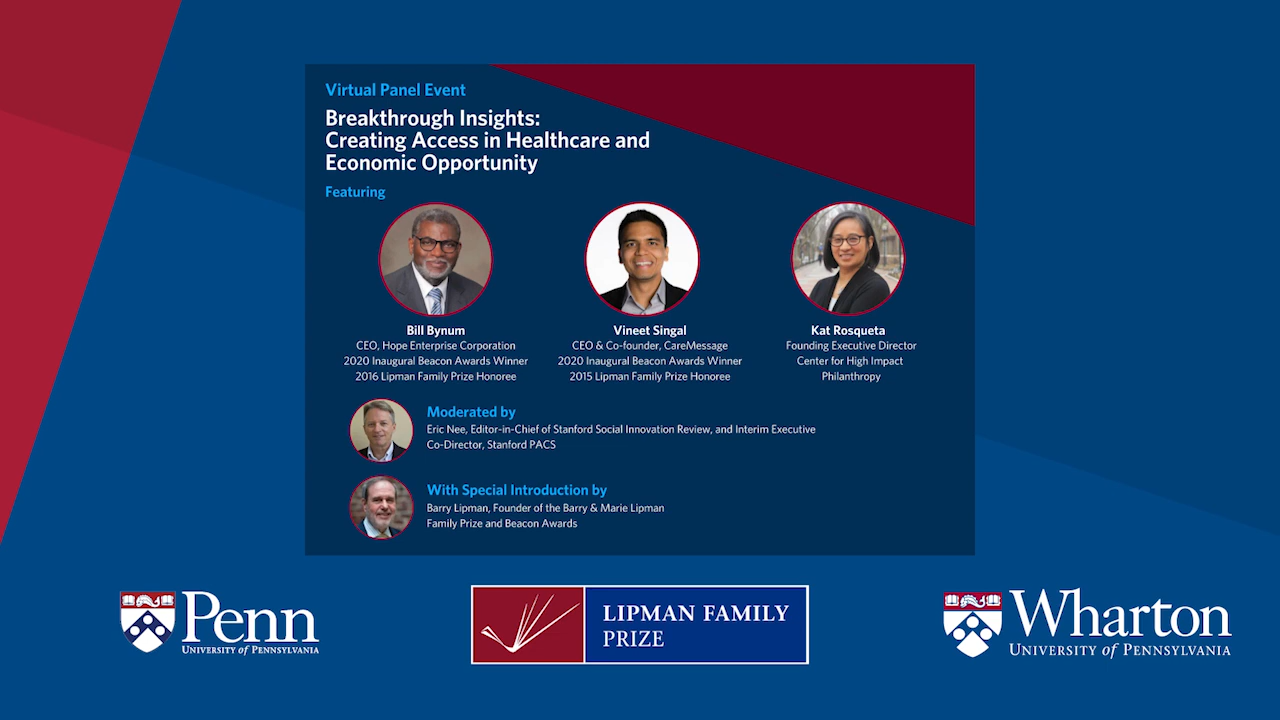 Virtual Panel Event
Breakthrough Insights:
Creating Access in Healthcare and
Economic Opportunity
Featuring
Bill Bynum
CEO, Hope Enterprise Corporation
2020 Inaugural Beacon Awards Winner
2016 Lipman Family Prize Honoree
Vineet Singal
CEO & Co-founder, CareMessage
2020 Inaugural Beacon Awards Winner
2015 Lipman Family Prize Honoree
Kat Rosqueta
Founding Executive Director
Center for High Impact
Philanthropy
Moderated by
Eric Nee, Editor-in-Chief of Stanford Social Innovation Review, and Interim Executive
Co-Director, Stanford PACS
With Special Introduction by
Barry Lipman, Founder of the Barry & Marie Lipman
Family Prize and Beacon Awards
Penn
UNIVERSITY of PENNSYLVANIA
LIPMAN FAMILY
PRIZE
Wharton
UNIVERSITY of PENNSYLVANIA